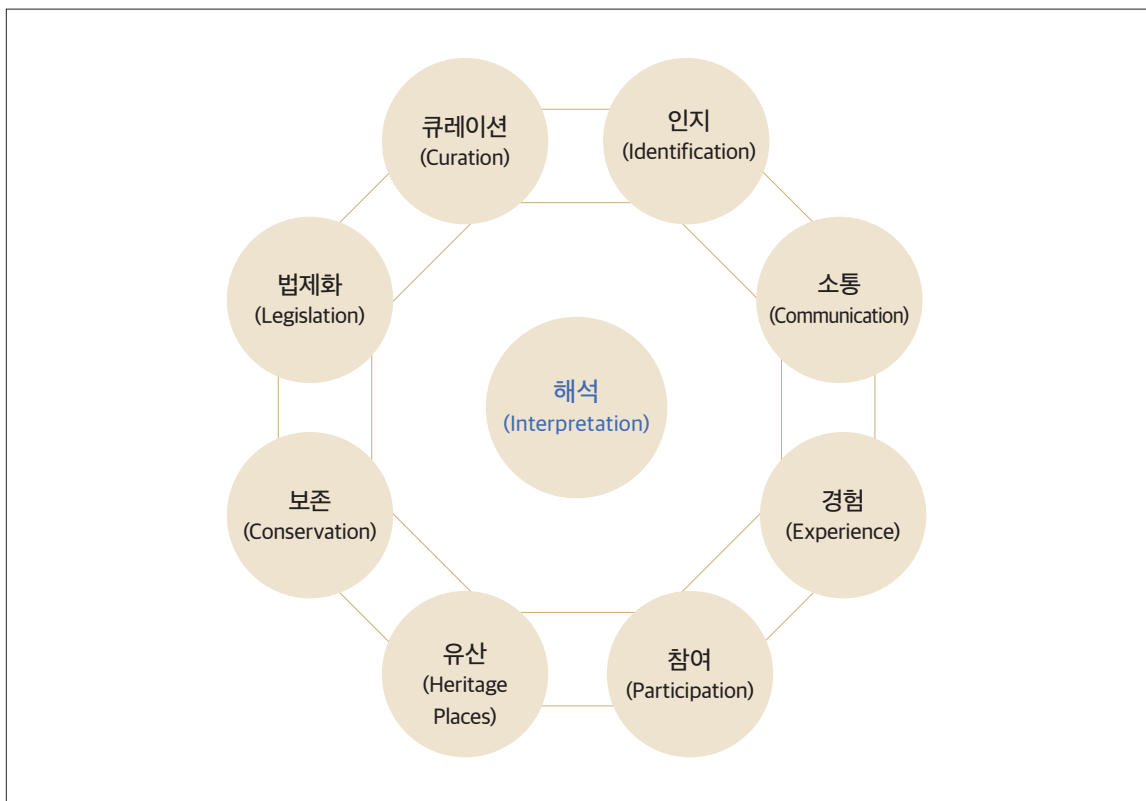 큐레이션
(Curation)
인지
(Identification)
법제화
(Legislation)
소통
(Communication)
해석
(Interpretation)
보존
(Conservation)
경험
(Experience)
유산
(Heritage
Places)
참여
(Participation)